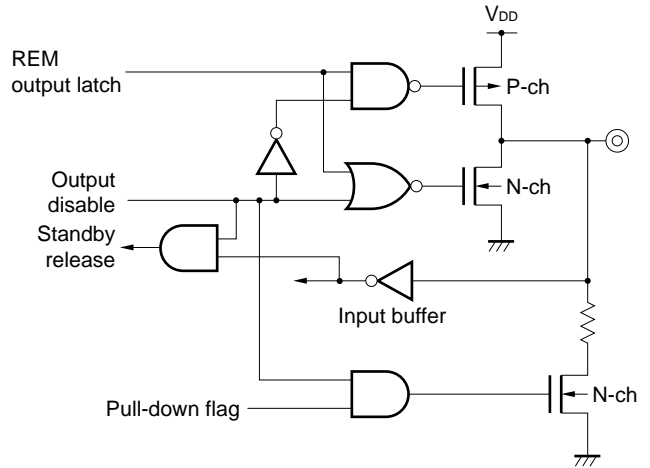 VDD
REM
output latch
P-ch
Output
disable
N-ch
Standby
release
Input buffer
N-ch
Pull-down flag